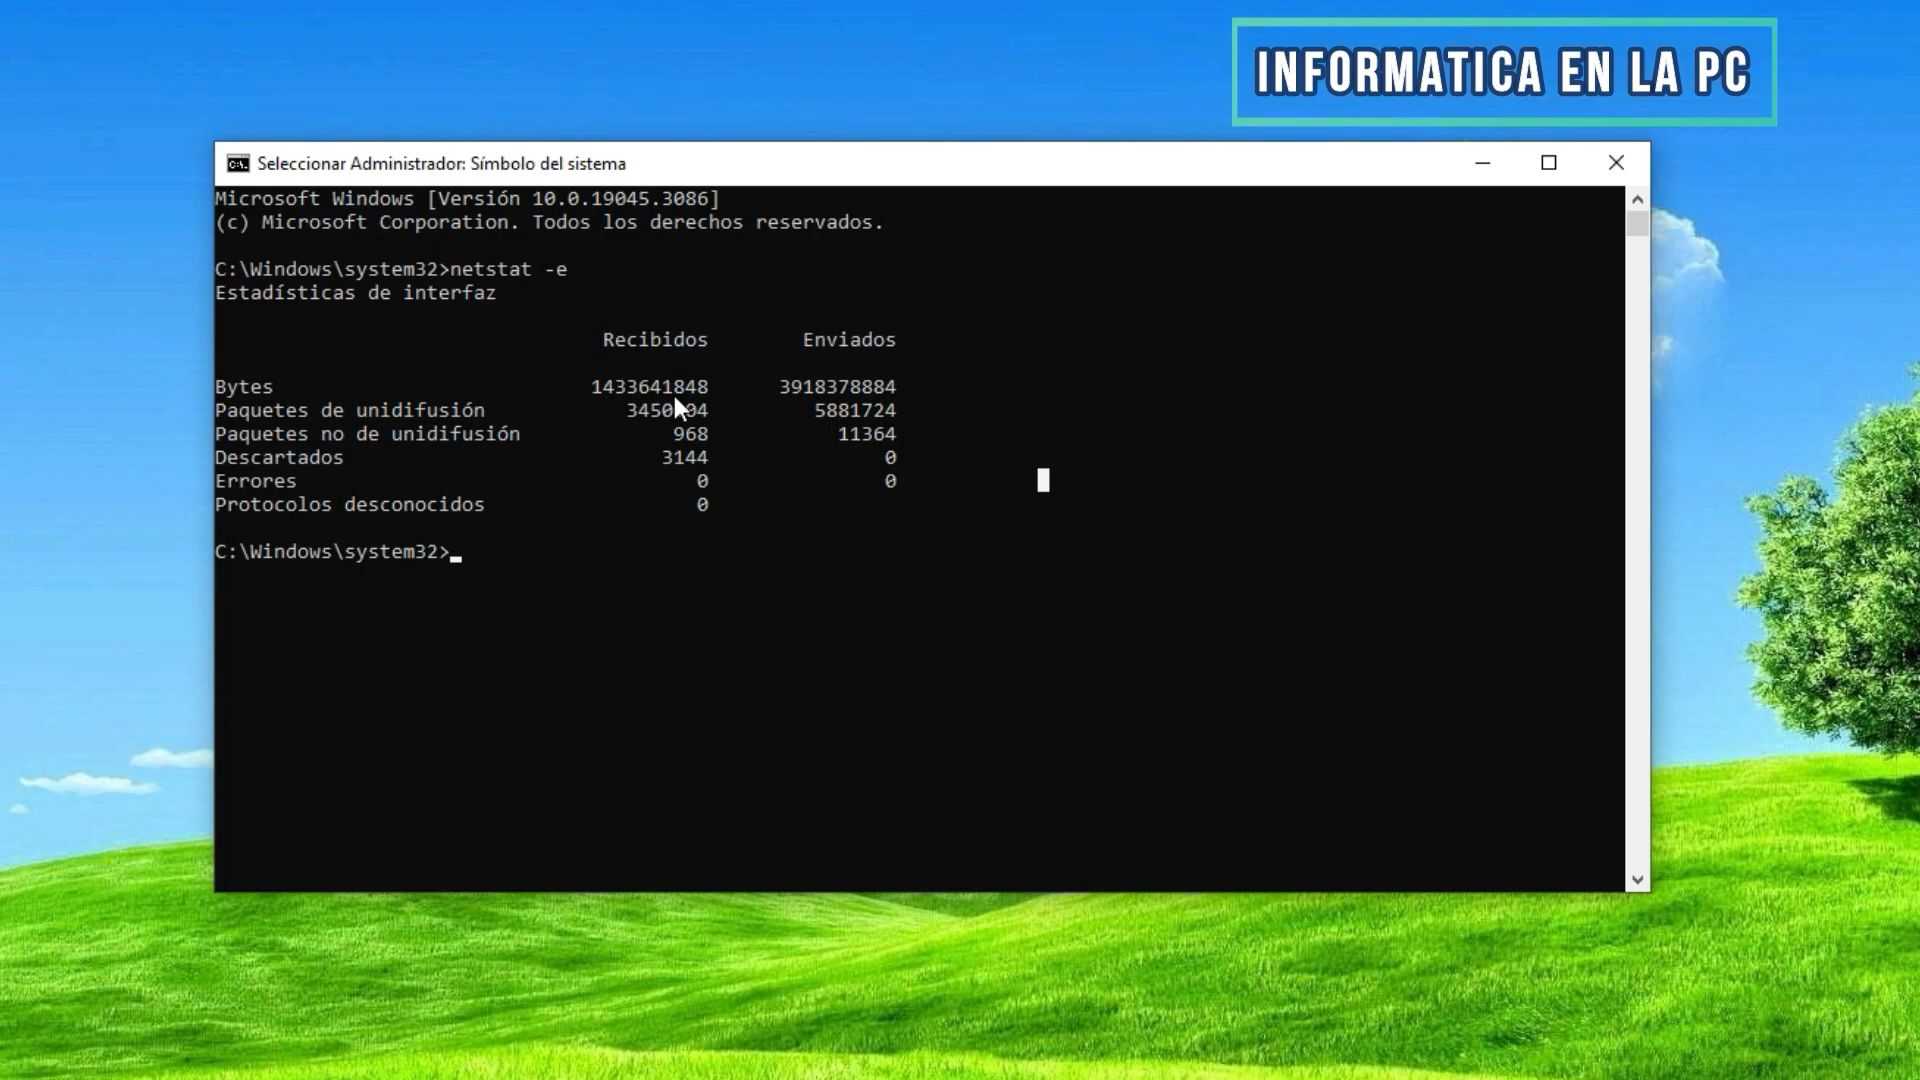 INFORMATICA EN LA PC
Seleccionar Administrador: Símbolo del sistema
Microsoft Windows [Versión 10.0.19045.3086]
(c) Microsoft Corporation. Todos los derechos reservados.
C:\Windows\system32>netstat -e
Estadísticas de interfaz
Recibidos Enviados
Bytes 1433641848 3918378884
Paquetes de unidifusión 5881724
Paquetes no de unidifusión 968 11364
Descartados 3144 0
Errores 0 0
Protocolos desconocidos 0
C:\Windows\system32>